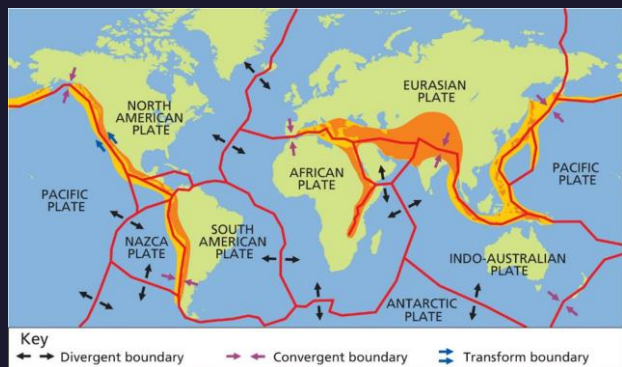 EURASIAN
PLATE
NORTH
AMERICAN
PLATE
AFRICAN
PLATE
PACIFIC
PLATE
PACIFIC
PLATE
NAZCA
PLATE
SOUTH
AMERICAN
PLATE
INDO-AUSTRALIAN
PLATE
ANTARCTIC
PLATE
Key
Divergent boundary
Convergent boundary
Transform boundary